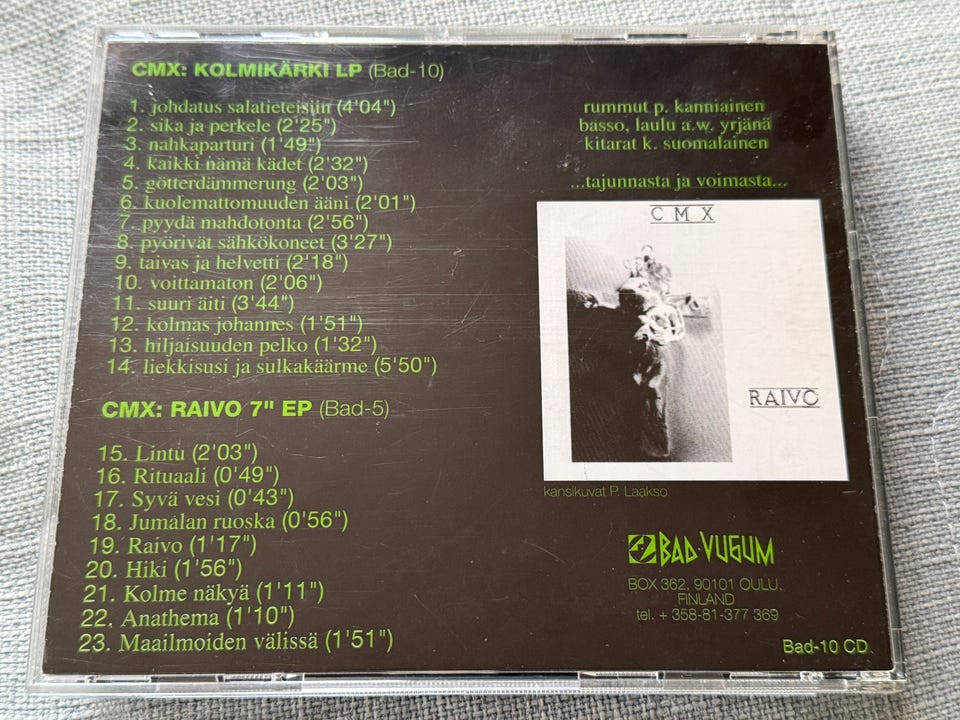 CMX: KOLMIKÄRKI LP (Bad-10)
1. johdatus salatieteisiin (4'04")
2. sika ja perkele (2'25")
3. nahkaparturi (1'49")
4. kaikki nämä kädet (2'32")
5. götterdämmerung (2'03")
6. kuolemattomuuden ääni (2'01")
7. pyydä mahdotonta (2'56")
8. pyörivät sähkökoneet (3'27")
9. taivas ja helvetti (2'18")
10. voittamaton (2'06")
11. suuri äiti (3'44")
12. kolmas johannes (1'51")
13. hiljaisuuden pelko (1'32")
14. liekkisusi ja sulkakäärme (5'50")
CMX: RAIVO 7" EP (Bad-5)
15. Lintu (2'03")
16. Rituaali (0'49")
17. Syvä vesi (0'43")
18. Jumalan ruoska (0'56")
19. Raivo (1'17")
20. Hiki (1'56")
21. Kolme näkyä (1'11")
22. Anathema (1'10")
23. Maailmoiden välissä (1'51")
rummut p. kanniainen
basso, laulu a.w. yrjänä
kitarat k. suomalainen
...tajunnasta ja voimasta...
CMX
RAIVO
kansikuvat P. Laakso
BAD·VUGUM
BOX 362, 90101 OULU,
FINLAND
tel. + 358-81-377 369
Bad-10 CD